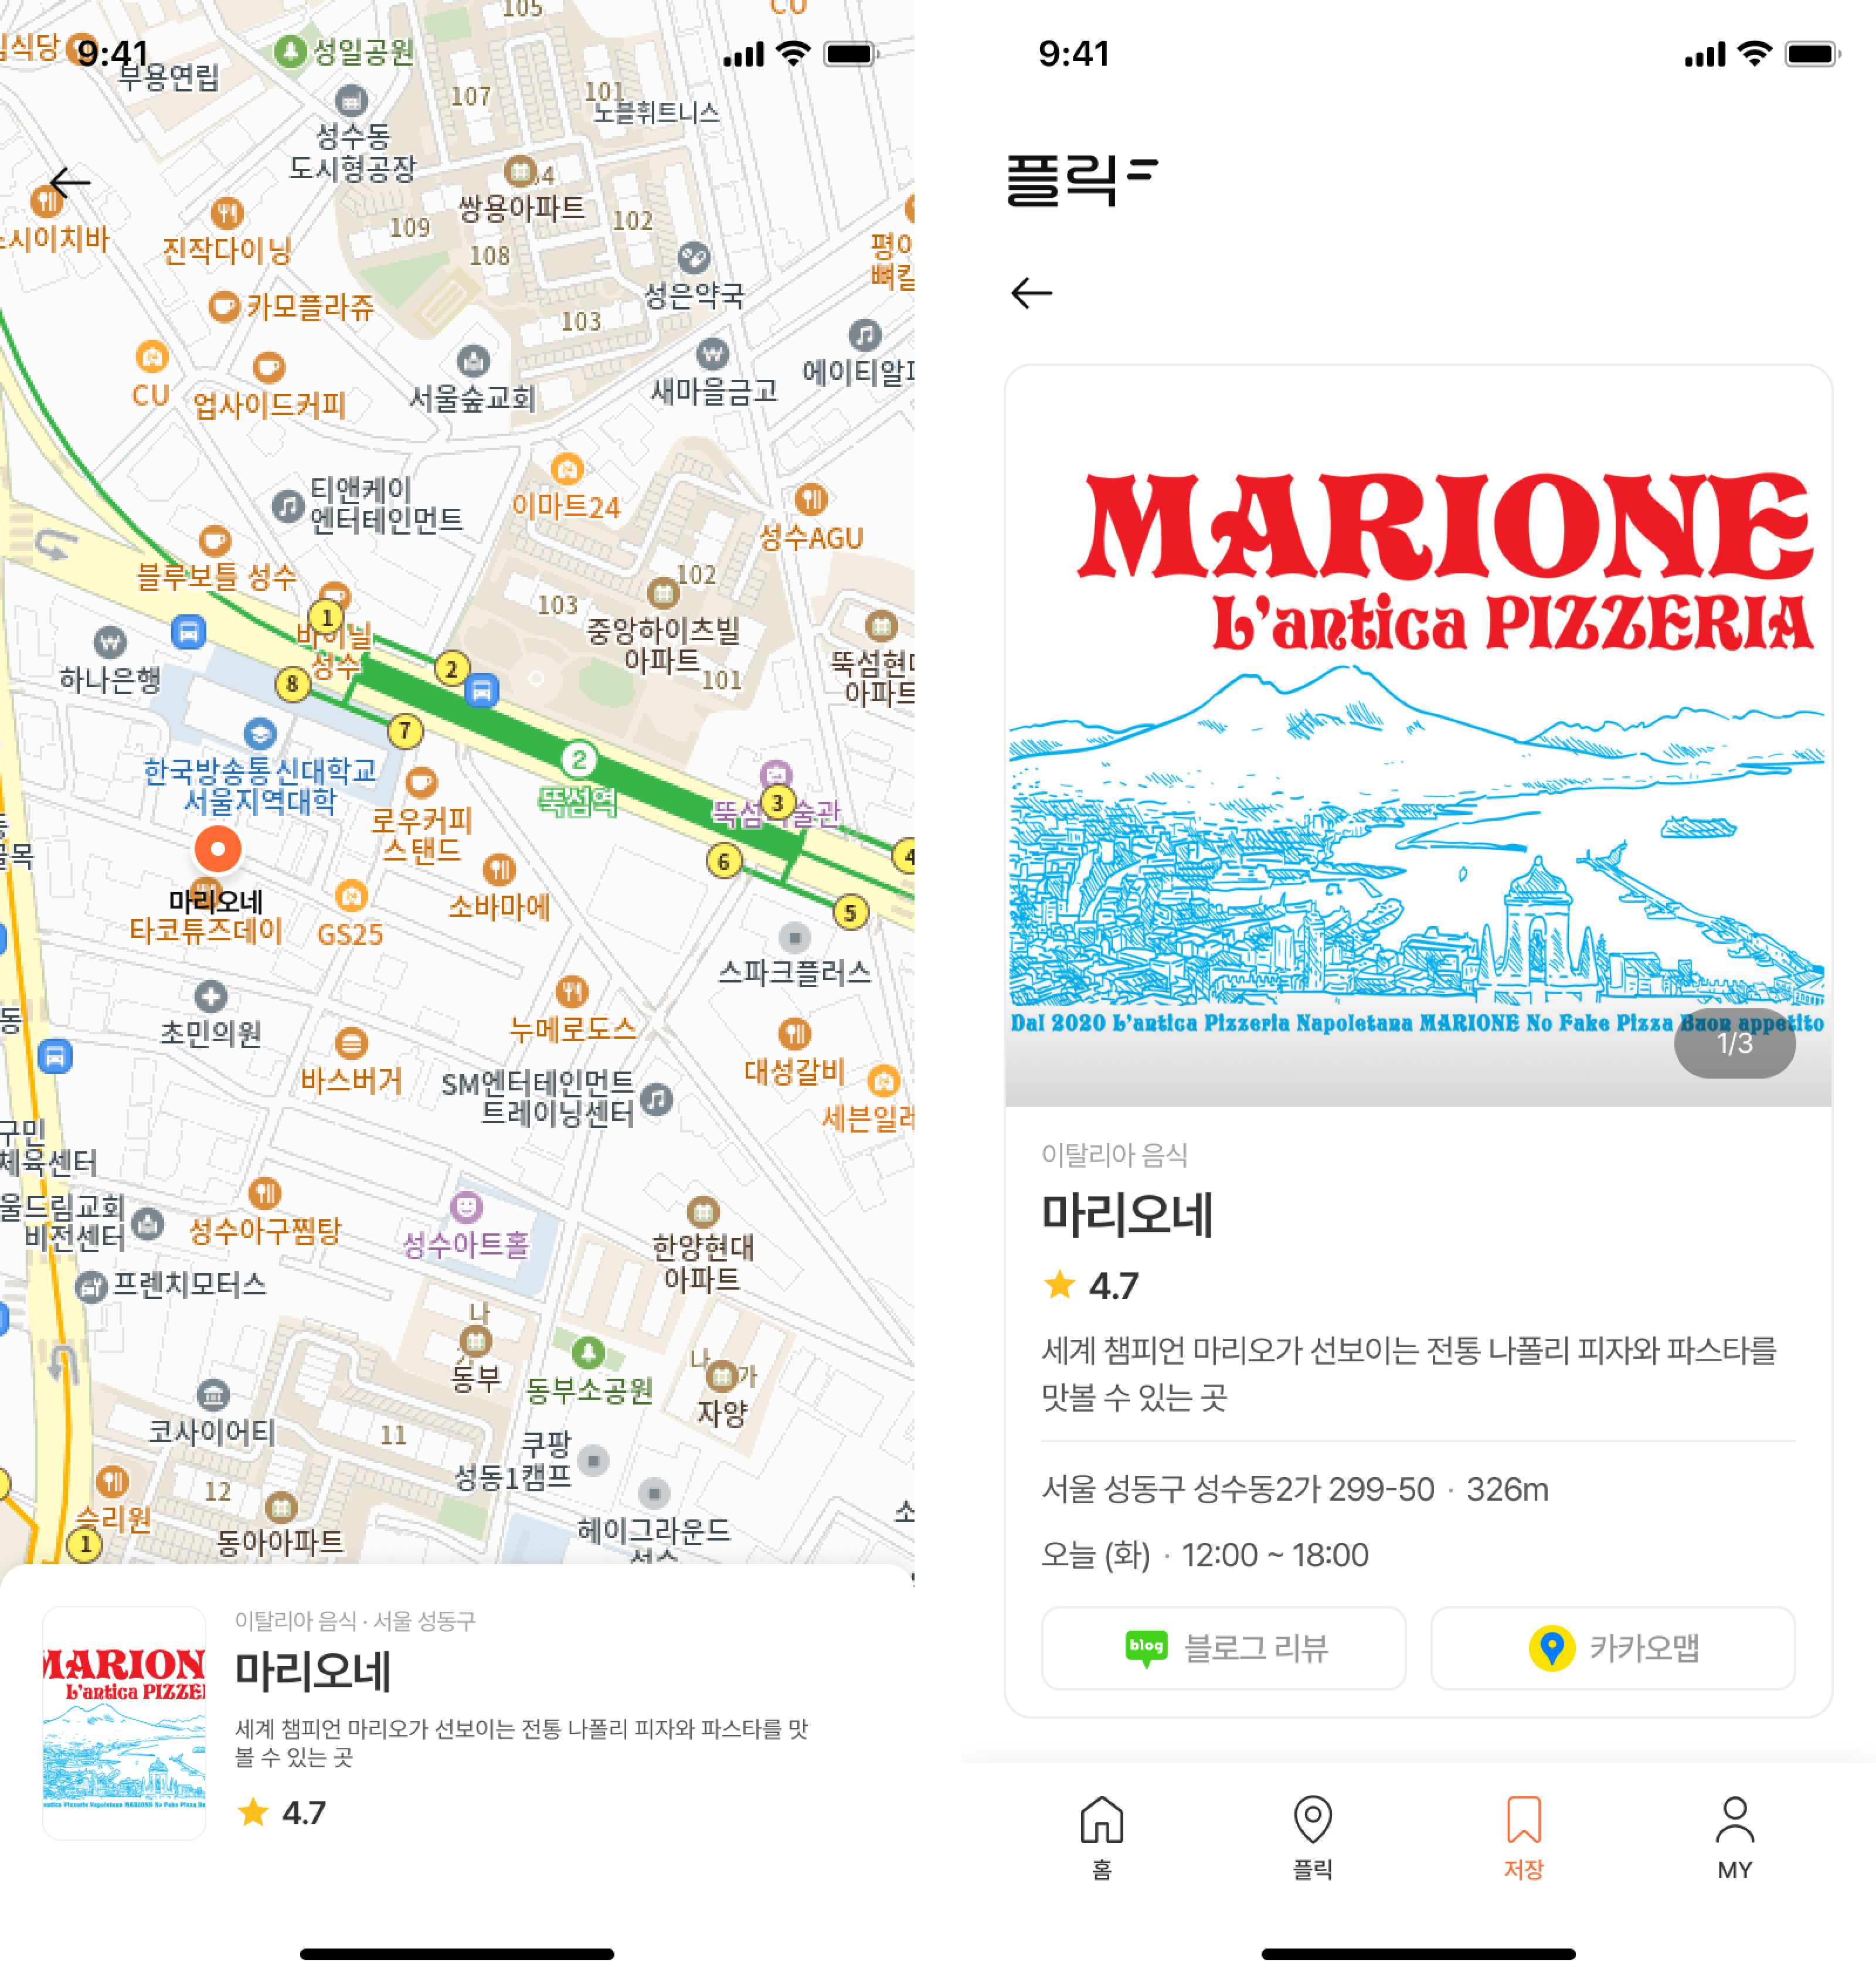 105
CU
식당
9:41
성일공원
부용연립
107
101
노블휘트니스
성수동
도시형공장
쌍용아파트
109
102
108
시이치바
진작다이닝
카모플라쥬
성은약국
103
CU
업사이드커피
서울숲교회
새마을금고
에이티알
티앤케이
엔터테인먼트
이마트24
성수AGU
블루보틀 성수
102
103
중앙하이츠빌
아파트
101
1
성수
2
8
7
하나은행
뚝섬현대
아파트
한국방송통신대학교
서울지역대학
2
뚝섬역
3
4
로우커피
스탠드
6
5
마리오네
타코튜즈데이
GS25
소바마에
스파크플러스
초민의원
누메로도스
바스버거
SM엔터테인먼트
트레이닝센터
대성갈비
세븐일레
구민
체육센터
울드림교회
비전센터
성수아구찜탕
성수아트홀
한양현대
아파트
프렌치모터스
나
동부
동부소공원
나
가
자양
코사이어티
11
쿠팡
성동1캠프
12
승리원
동아아파트
1
헤이그라운드
이탈리아 음식 · 서울 성동구
마리오네
세계 챔피언 마리오가 선보이는 전통 나폴리 피자와 파스타를 맛
볼 수 있는 곳
4.7
MARION
L'antica PIZZE
9:41
플릭
MARIONE
L'antica PIZZERIA
Dal 2020 L'antica Pizzeria Napoletana MARIONE No Fake Pizza Buon appetito
1/3
이탈리아 음식
마리오네
4.7
세계 챔피언 마리오가 선보이는 전통 나폴리 피자와 파스타를
맛볼 수 있는 곳
서울 성동구 성수동2가 299-50 · 326m
오늘 (화) · 12:00 ~ 18:00
blog 블로그 리뷰
카카오맵
홈
플릭
저장
MY